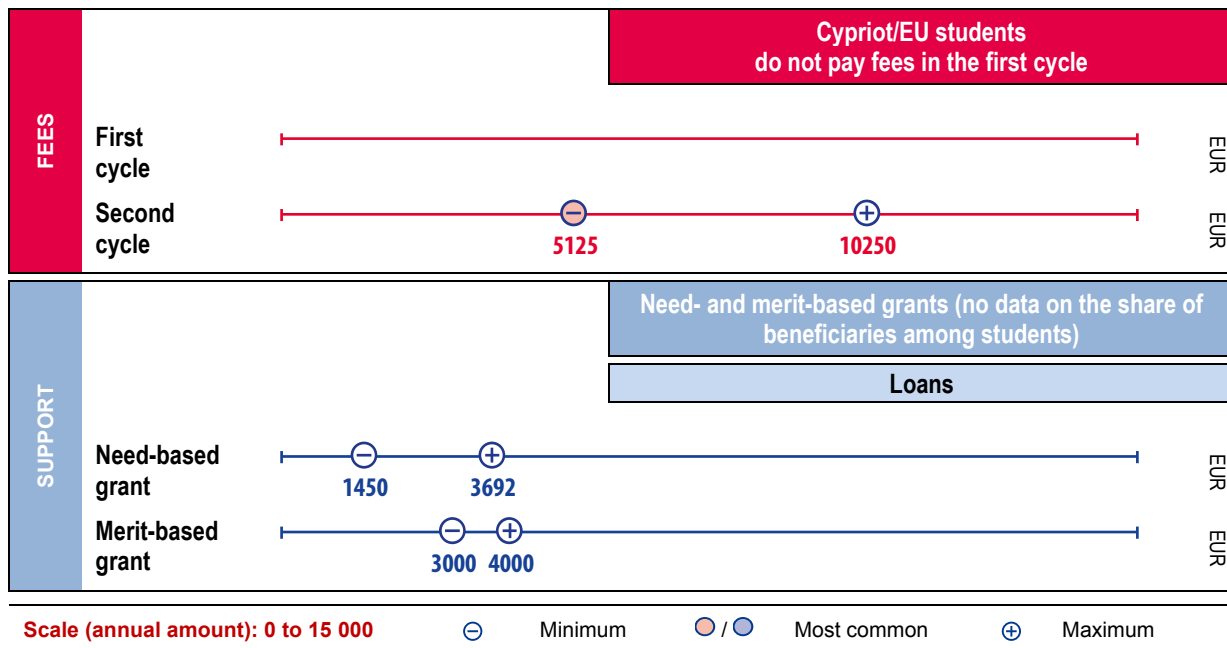 Cypriot/EU students
do not pay fees in the first cycle
FEES
First
cycle
EUR
Second
cycle
5125
10250
EUR
Need- and merit-based grants (no data on the share of
beneficiaries among students)
Loans
SUPPORT
Need-based
grant
1450
3692
EUR
Merit-based
grant
3000 4000
EUR
Scale (annual amount): 0 to 15 000
Minimum
/
Most common
Maximum